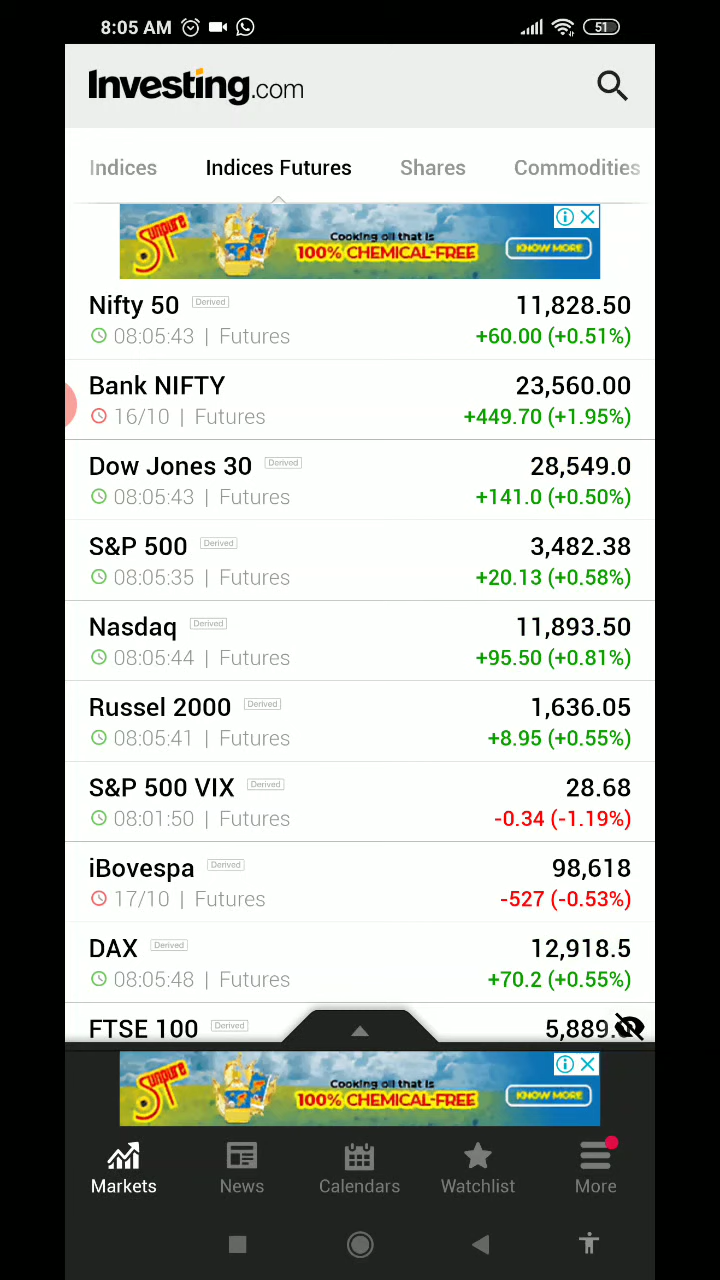 8:05 AM
51
Investing.com
Indices Indices Futures Shares Commodities
Sunpure
Cooking oil that is
100% CHEMICAL-FREE
KNOW MORE
Nifty 50 Derived 11,828.50
08:05:43 | Futures +60.00 (+0.51%)
Bank NIFTY 23,560.00
16/10 | Futures +449.70 (+1.95%)
Dow Jones 30 Derived 28,549.0
08:05:43 | Futures +141.0 (+0.50%)
S&P 500 Derived 3,482.38
08:05:35 | Futures +20.13 (+0.58%)
Nasdaq Derived 11,893.50
08:05:44 | Futures +95.50 (+0.81%)
Russel 2000 Derived 1,636.05
08:05:41 | Futures +8.95 (+0.55%)
S&P 500 VIX Derived 28.68
08:01:50 | Futures -0.34 (-1.19%)
iBovespa Derived 98,618
17/10 | Futures -527 (-0.53%)
DAX Derived 12,918.5
08:05:48 | Futures +70.2 (+0.55%)
FTSE 100 Derived 5,889.
Sunpure
Cooking oil that is
100% CHEMICAL-FREE
KNOW MORE
Markets News Calendars Watchlist More